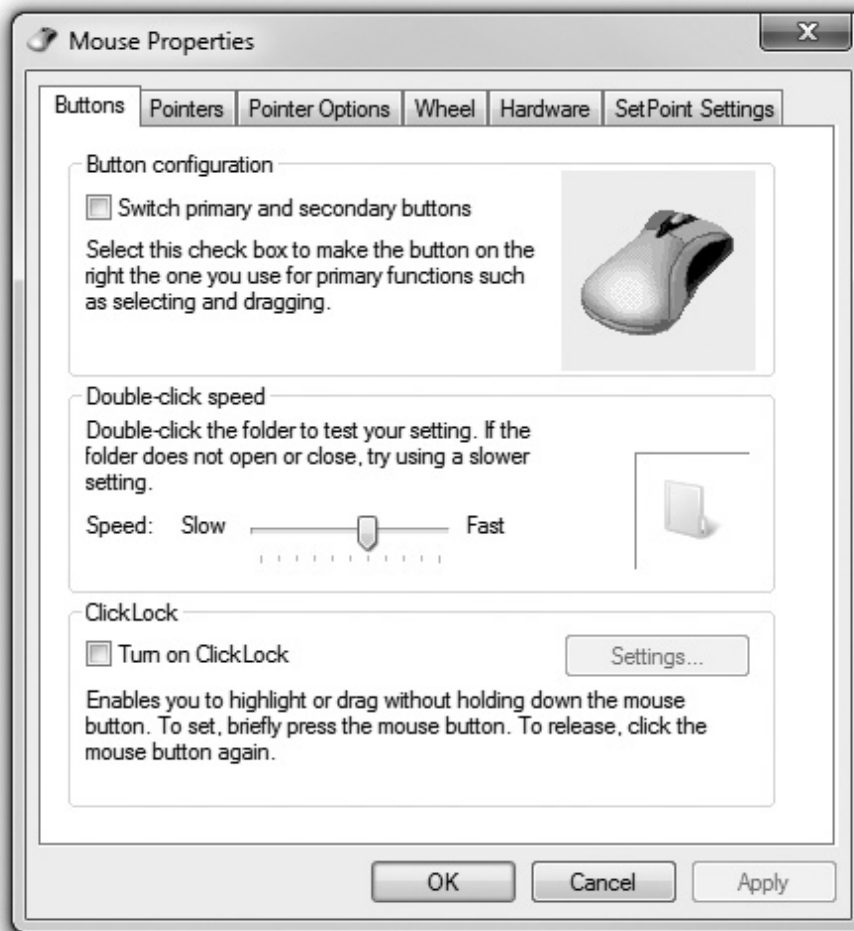 Mouse Properties
X
Buttons Pointers Pointer Options Wheel Hardware SetPoint Settings
Button configuration
Switch primary and secondary buttons
Select this check box to make the button on the
right the one you use for primary functions such
as selecting and dragging.
Double-click speed
Double-click the folder to test your setting. If the
folder does not open or close, try using a slower
setting.
Speed: Slow Fast
ClickLock
Turn on ClickLock Settings...
Enables you to highlight or drag without holding down the mouse
button. To set, briefly press the mouse button. To release, click the
mouse button again.
OK Cancel Apply